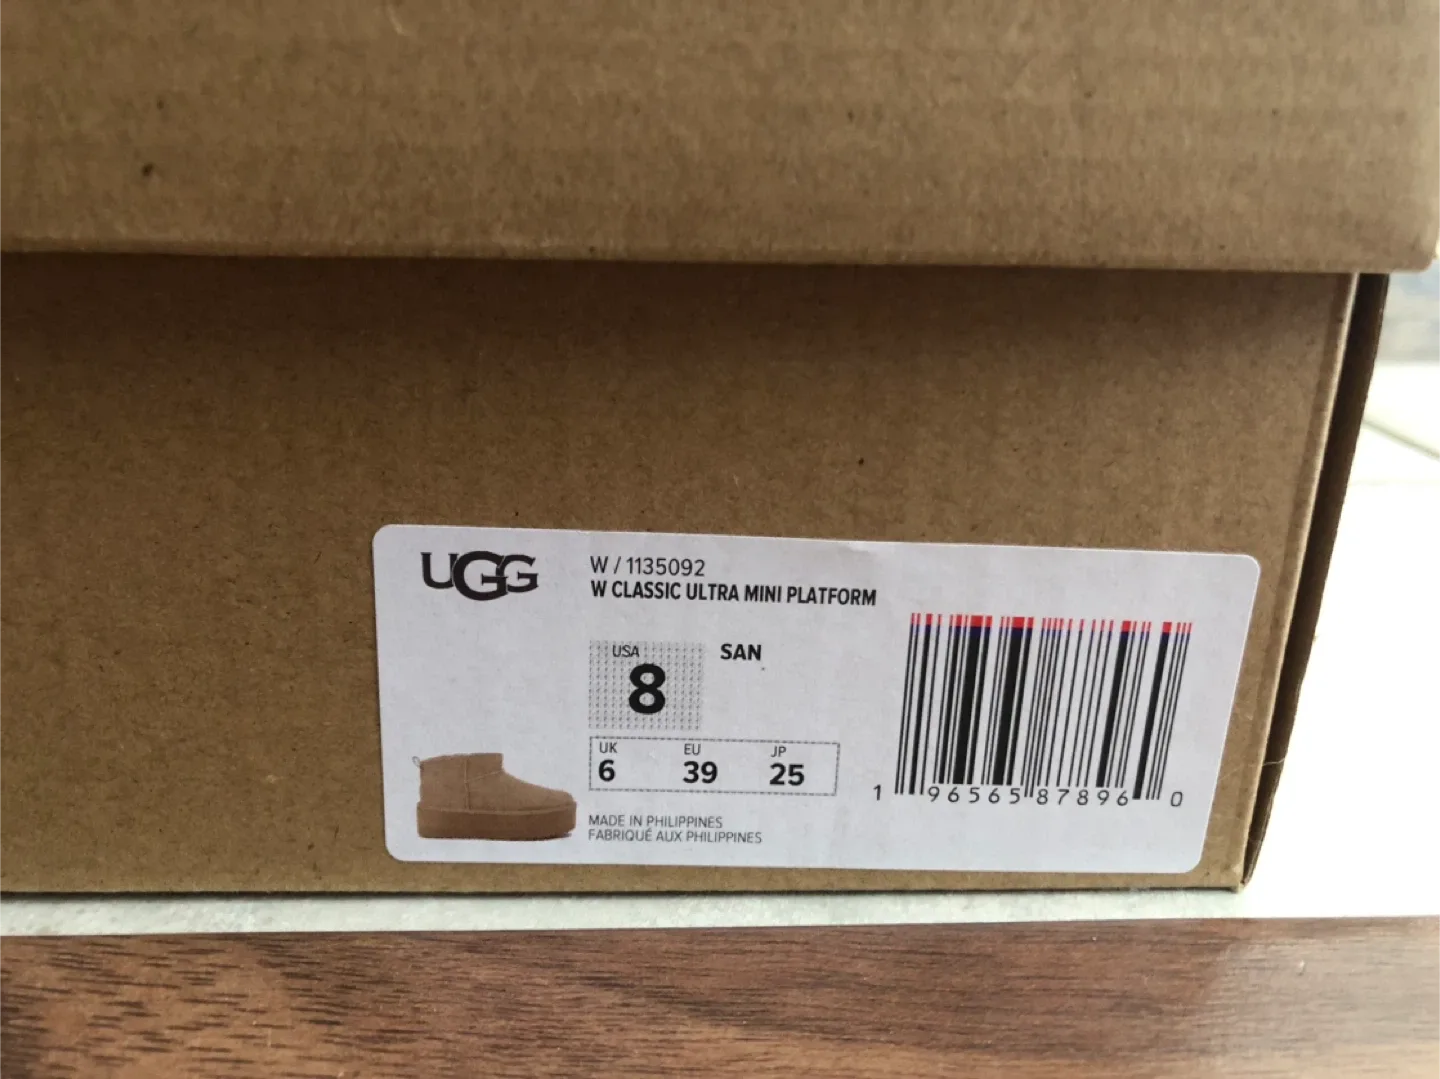 UGG
W / 1135092
W CLASSIC ULTRA MINI PLATFORM
USA
8
SAN
UK EU JP
6 39 25
MADE IN PHILIPPINES
FABRIQUÉ AUX PHILIPPINES
1 96565 87896 0